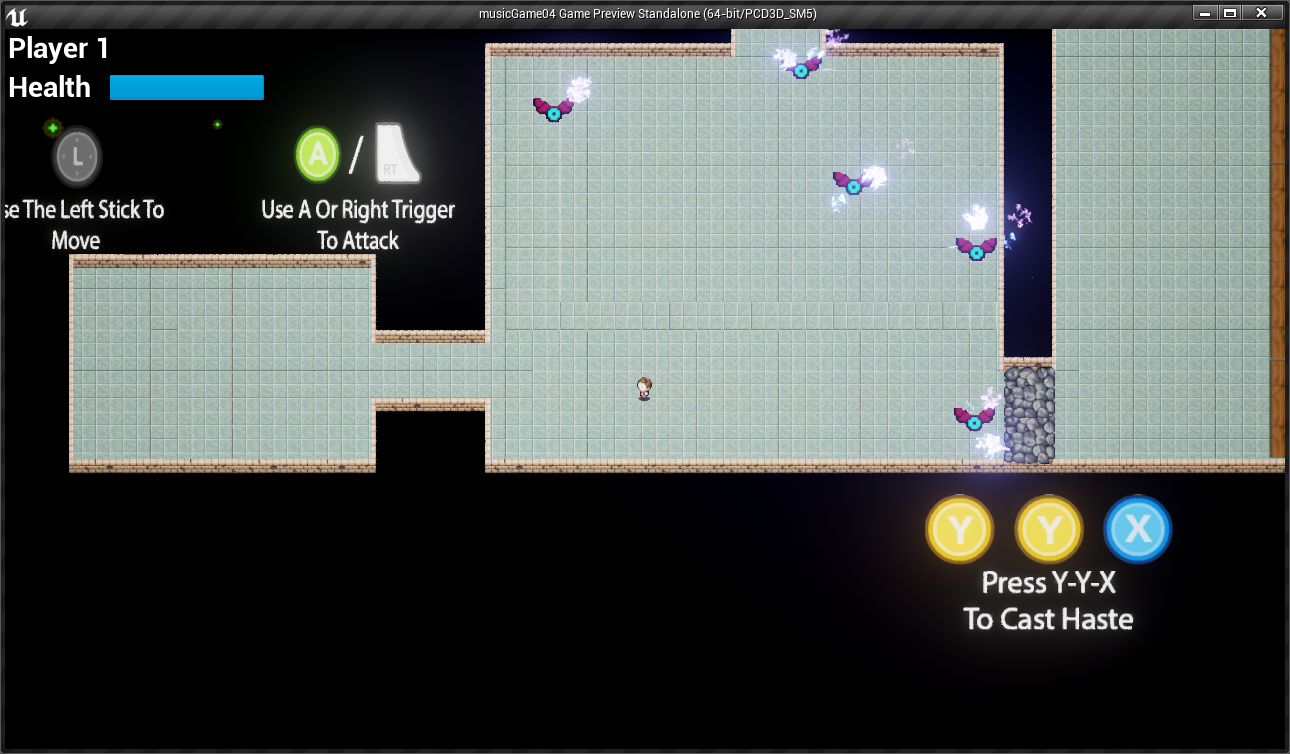 musicGame04 Game Preview Standalone (64-bit/PCD3D_SM5)
Player 1
Health
L
A / RT
se The Left Stick To
Move
Use A Or Right Trigger
To Attack
Y Y X
Press Y-Y-X
To Cast Haste